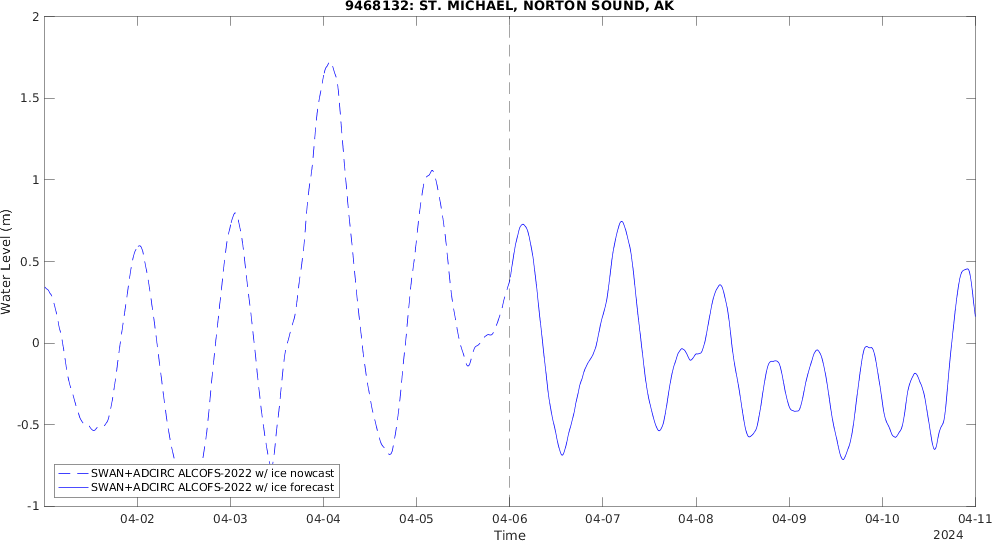 9468132: ST. MICHAEL, NORTON SOUND, AK
2
1.5
1
0.5
0
-0.5
-1
Water Level (m)
SWAN+ADCIRC ALCOFS-2022 w/ ice nowcast
SWAN+ADCIRC ALCOFS-2022 w/ ice forecast
04-02 04-03 04-04 04-05 04-06 04-07 04-08 04-09 04-10 04-11
Time
2024